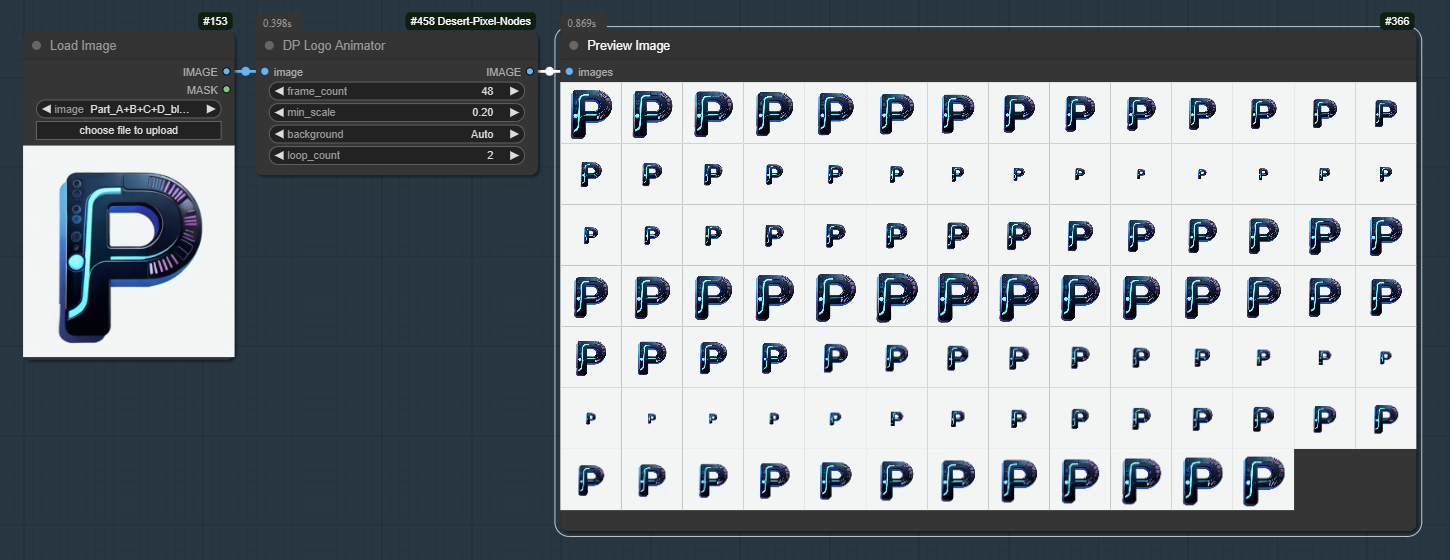 #153
Load Image
IMAGE
MASK
image Part_A+B+C+D_bl...
choose file to upload
0.398s
#458 Desert-Pixel-Nodes
DP Logo Animator
image IMAGE
frame_count 48
min_scale 0.20
background Auto
loop_count 2
0.869s
#366
Preview Image
images